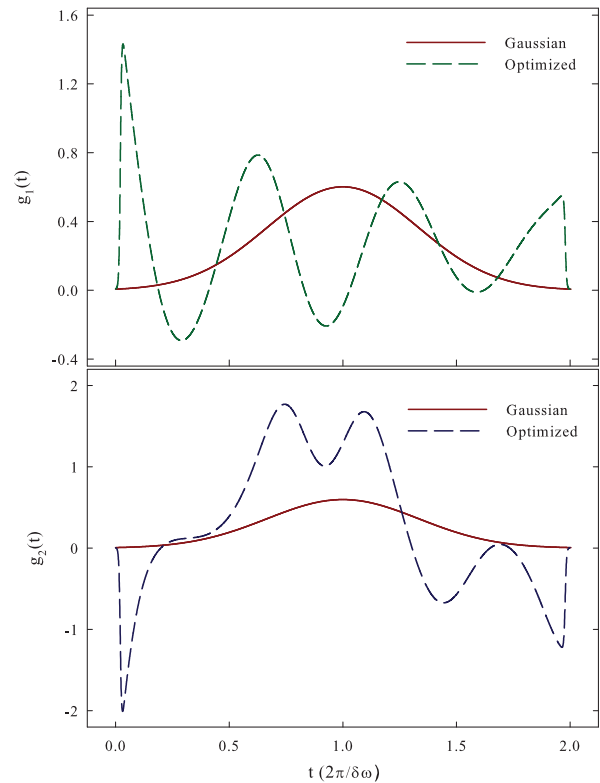 1.6
Gaussian
Optimized
1.2
0.8
g₁(t)
0.4
0.0
-0.4
2
Gaussian
Optimized
1
g₂(t)
0
-1
-2
0.0 0.5 1.0 1.5 2.0
t (2π/δω)